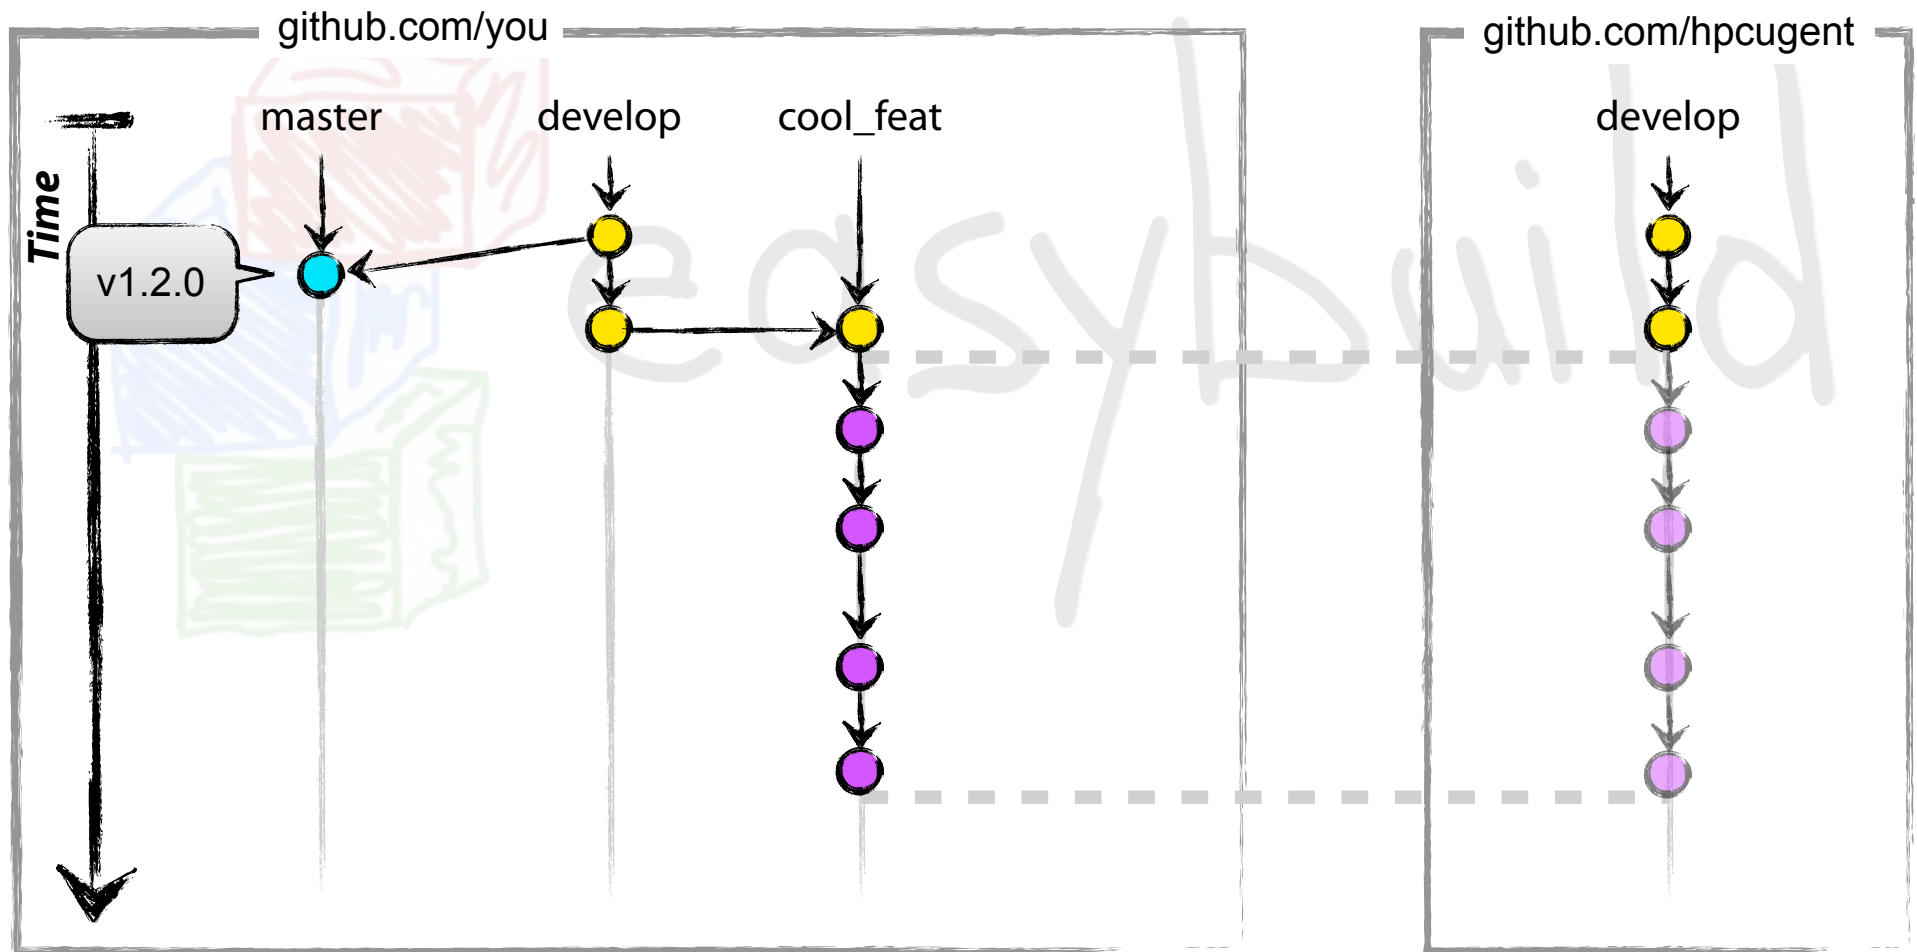 github.com/you
github.com/hpcugent
master
develop
cool_feat
develop
Time
v1.2.0
easybuild